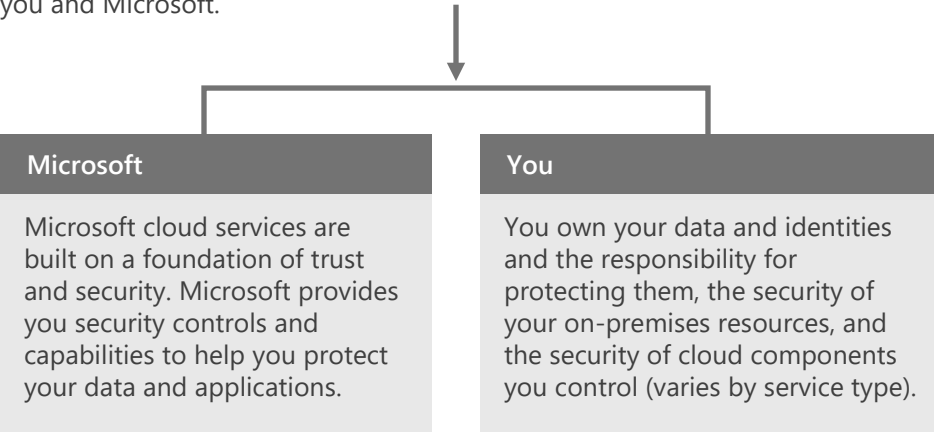 you and Microsoft.
Microsoft
Microsoft cloud services are
built on a foundation of trust
and security. Microsoft provides
you security controls and
capabilities to help you protect
your data and applications.
You
You own your data and identities
and the responsibility for
protecting them, the security of
your on-premises resources, and
the security of cloud components
you control (varies by service type).